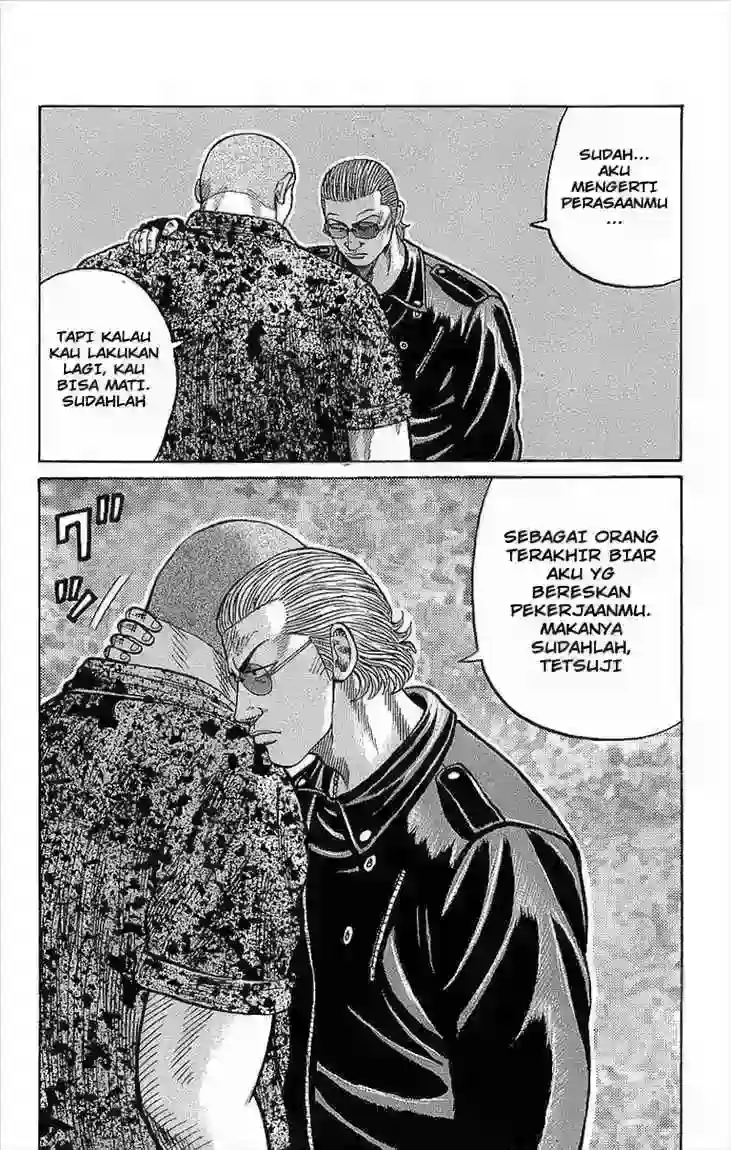 SUDAH...
AKU
MENGERTI
PERASAANMU
...
TAPI KALAU
KAU LAKUKAN
LAGI, KAU
BISA MATI.
SUDAHLAH
SEBAGAI ORANG
TERAKHIR BIAR
AKU YG
BERESKAN
PEKERJAANMU.
MAKANYA
SUDAHLAH,
TETSUJI
グッ